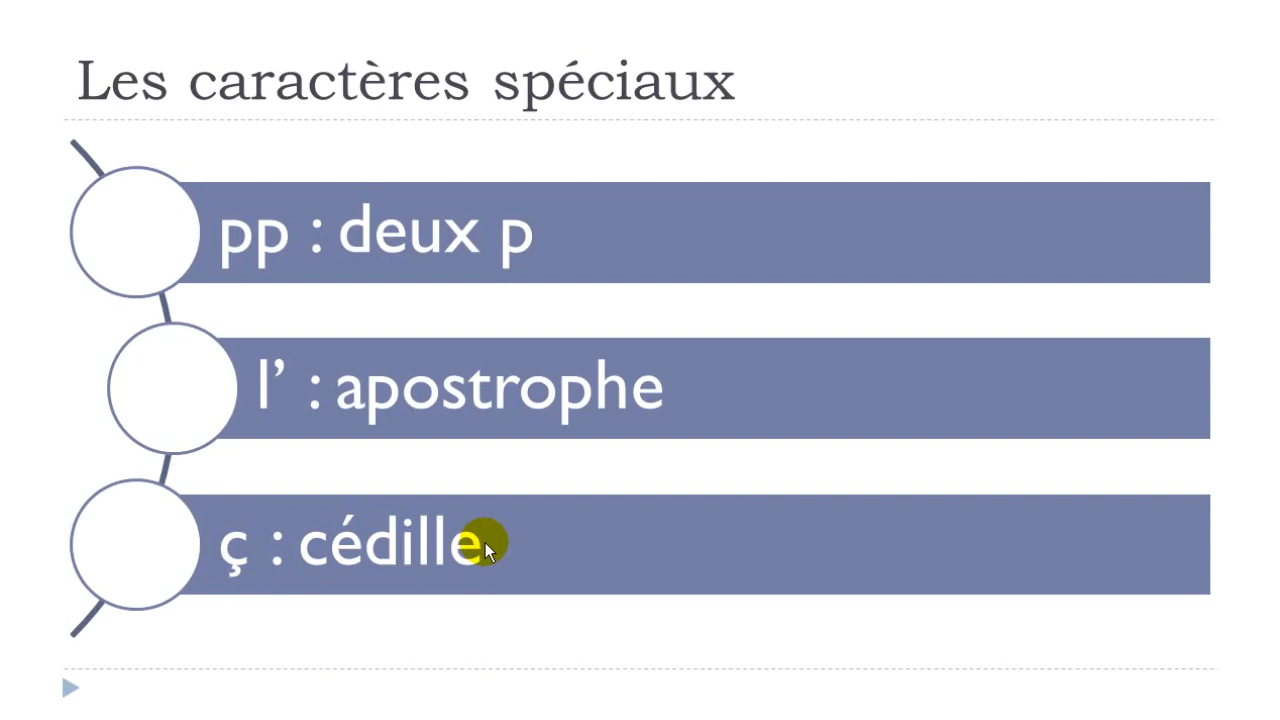 Les caractères spéciaux
pp : deux p
l’ : apostrophe
ç : cédille